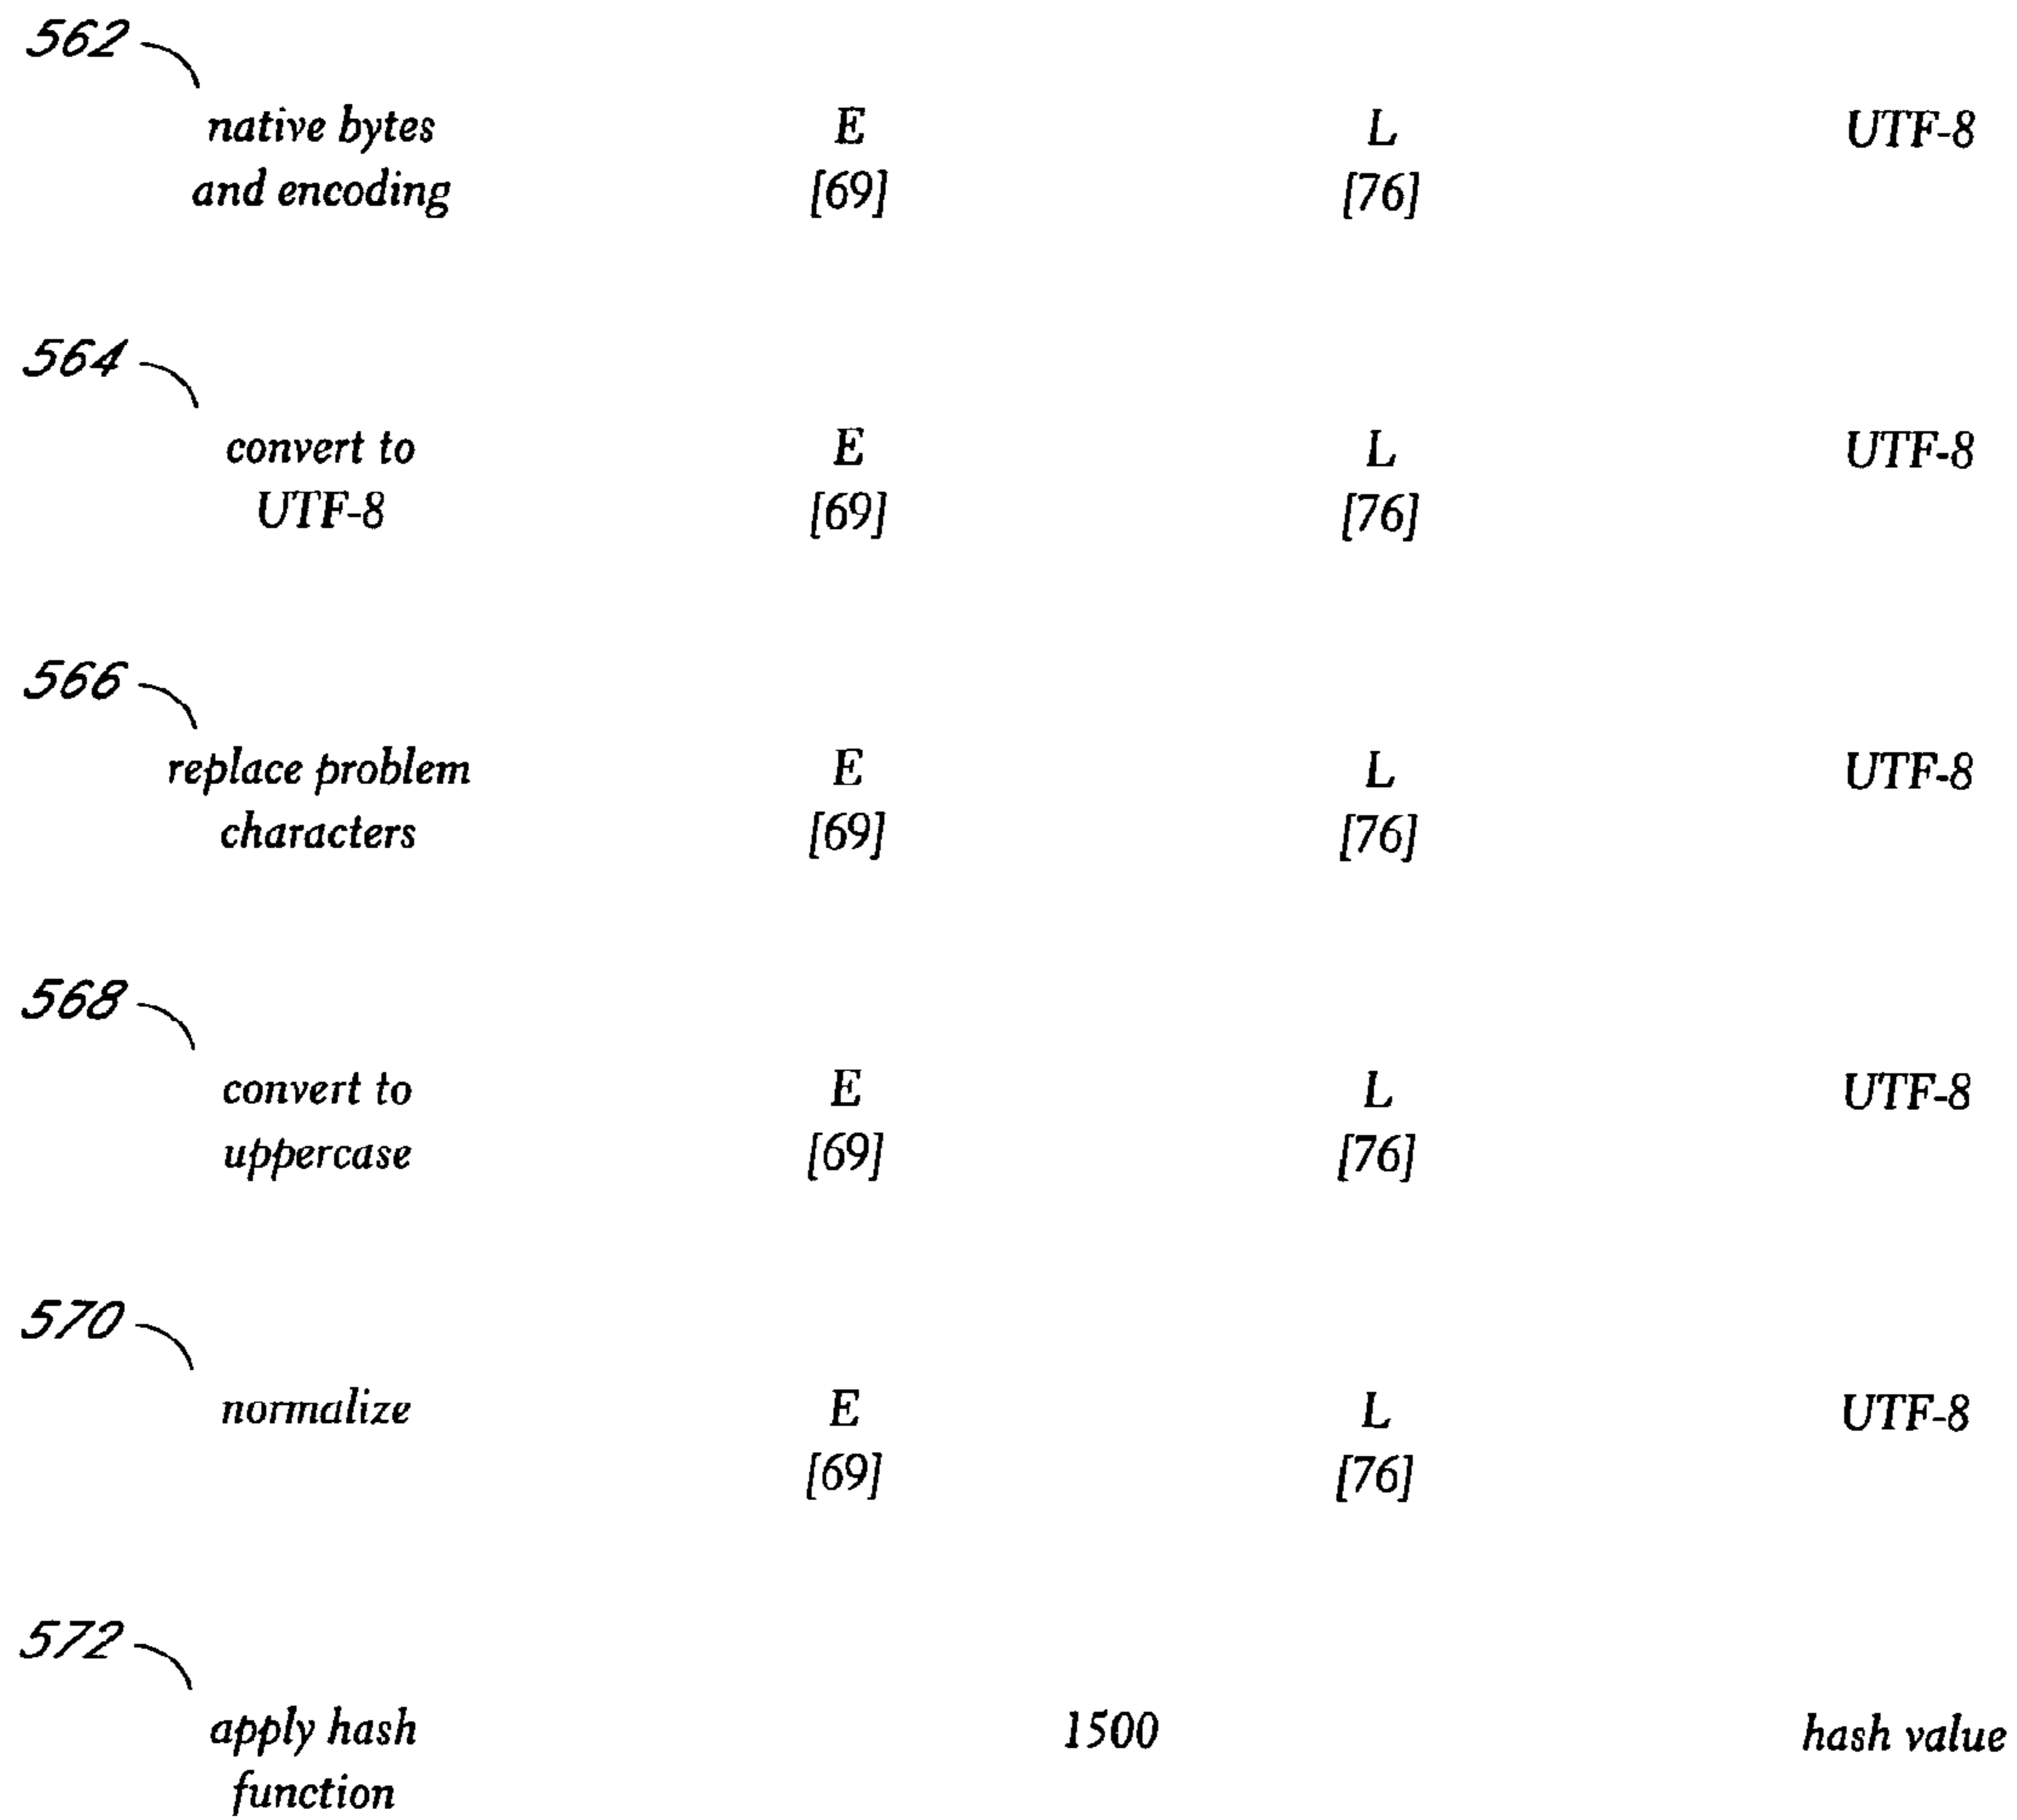 562
native bytes E L UTF-8
and encoding [69] [76]
564
convert to E L UTF-8
UTF-8 [69] [76]
566
replace problem E L UTF-8
characters [69] [76]
568
convert to E L UTF-8
uppercase [69] [76]
570
normalize E L UTF-8
[69] [76]
572
apply hash 1500 hash value
function